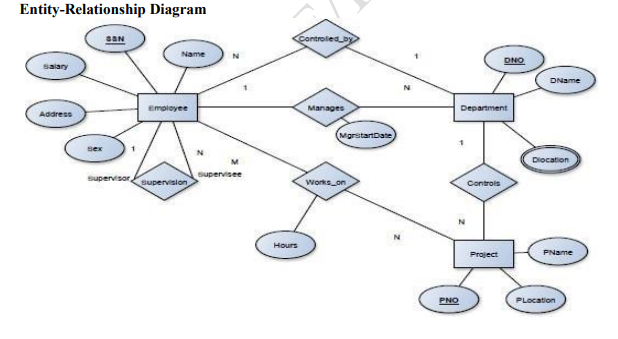 Entity-Relationship Diagram
SSN
Salary
Name
Address
Sex
Employee
N
Controlled_by
1
1
Manages
N
MgrStartDate
Department
DNO
DName
Dlocation
1
N
Supervisor
Supervision
Supervisee
M
Works_on
Hours
N
1
Controls
N
Project
PName
PNO
PLocation